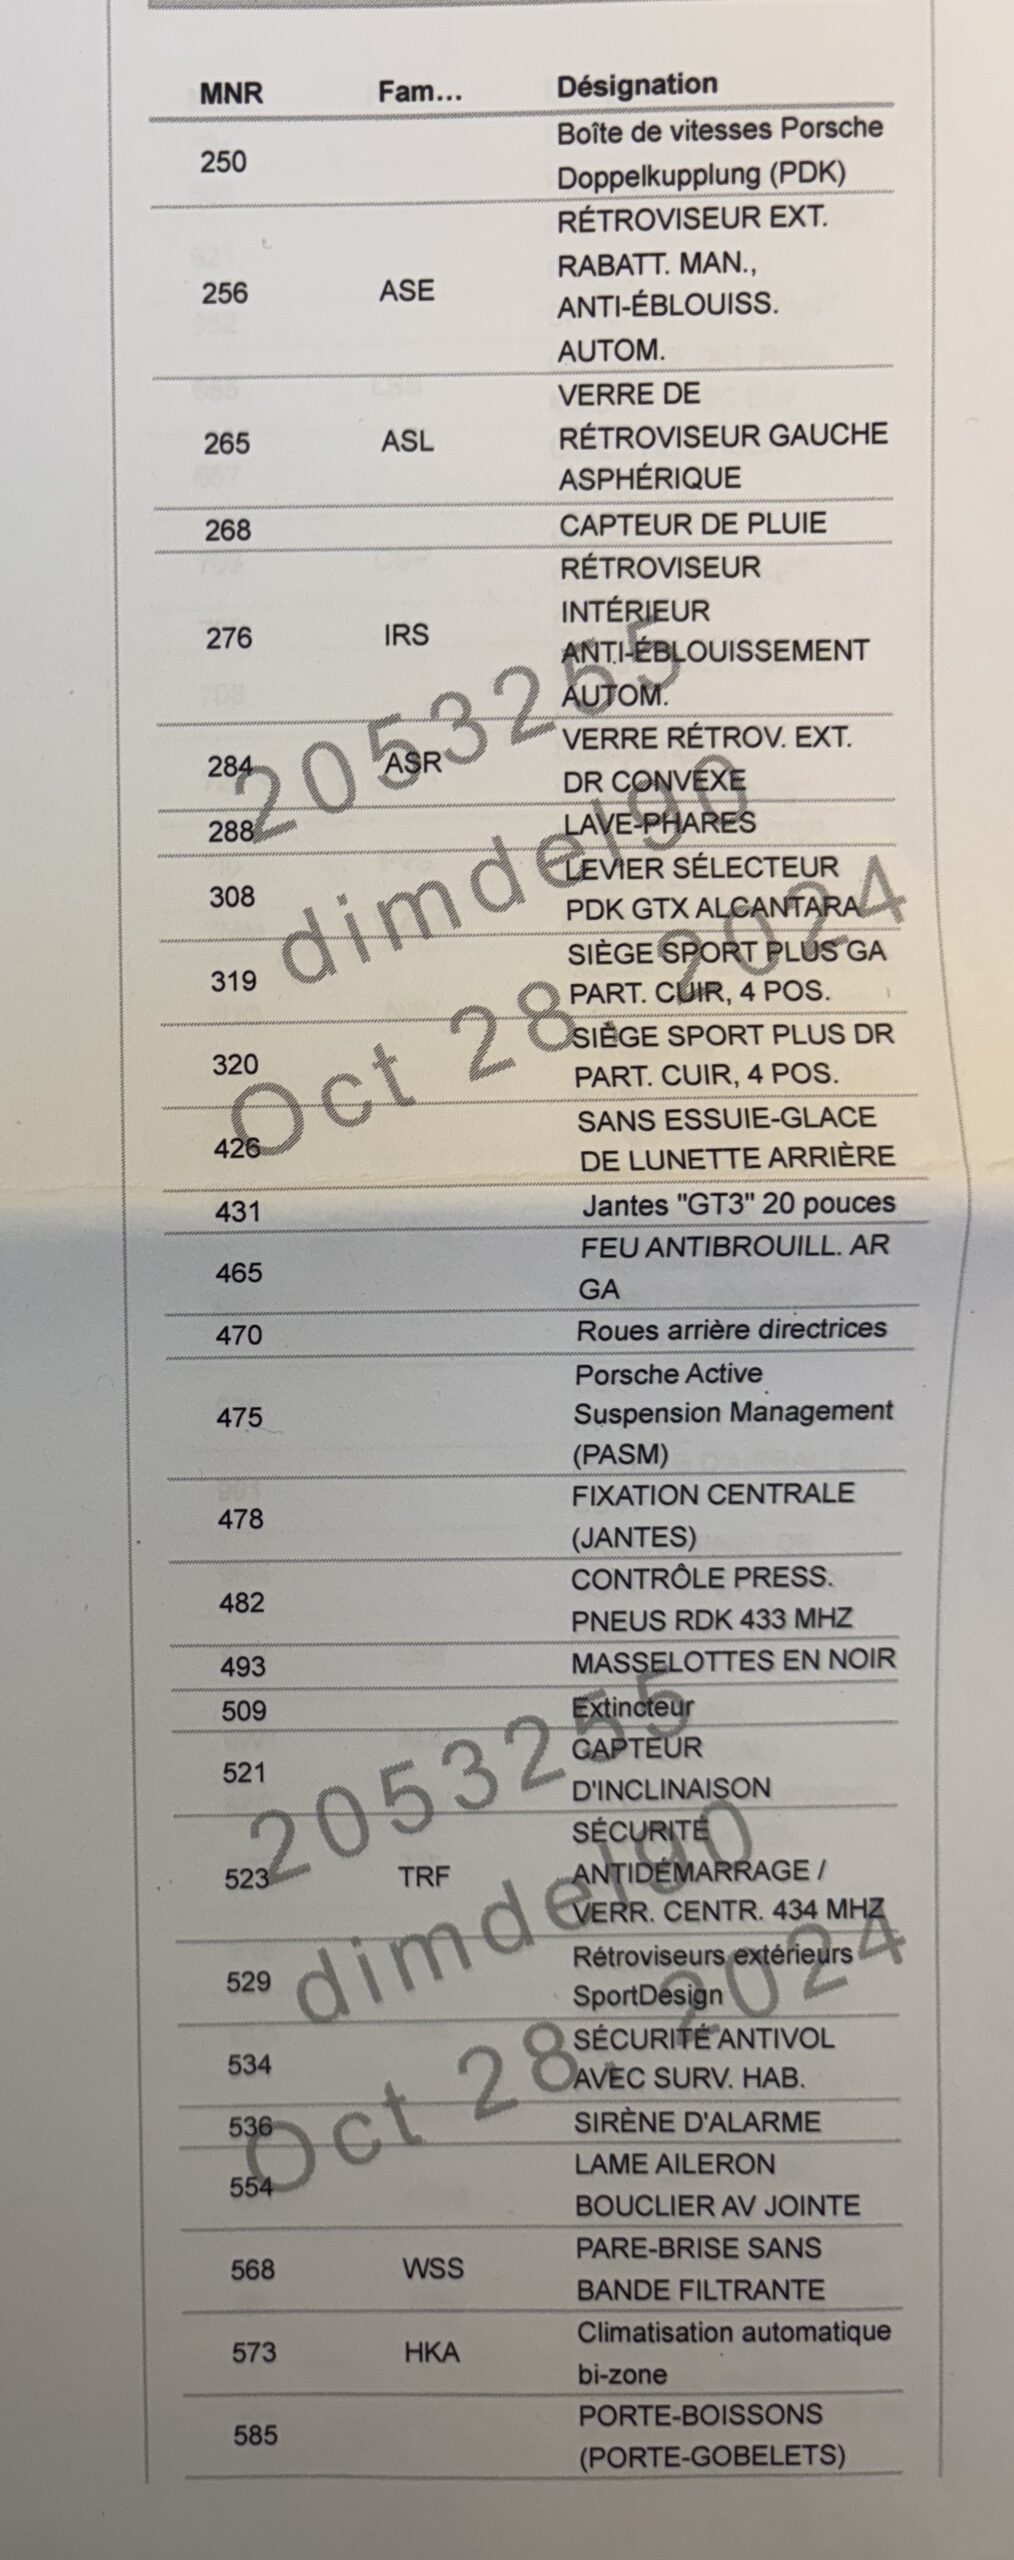 MNR Fam... Désignation
250 Boîte de vitesses Porsche
Doppelkupplung (PDK)
256 ASE RÉTROVISEUR EXT.
RABATT. MAN.,
ANTI-ÉBLOUISS.
AUTOM.
265 ASL VERRE DE
RÉTROVISEUR GAUCHE
ASPHÉRIQUE
268 CAPTEUR DE PLUIE
276 IRS RÉTROVISEUR
INTÉRIEUR
ANTI-ÉBLOUISSEMENT
AUTOM.
284 ASR VERRE RÉTROV. EXT.
DR CONVEXE
288 LAVE-PHARES
308 LEVIER SÉLECTEUR
PDK GTX ALCANTARA
319 SIÈGE SPORT PLUS GA
PART. CUIR, 4 POS.
320 SIÈGE SPORT PLUS DR
PART. CUIR, 4 POS.
426 SANS ESSUIE-GLACE
DE LUNETTE ARRIÈRE
431 Jantes "GT3" 20 pouces
465 FEU ANTIBROUILL. AR
GA
470 Roues arrière directrices
475 Porsche Active
Suspension Management
(PASM)
478 FIXATION CENTRALE
(JANTES)
482 CONTRÔLE PRESS.
PNEUS RDK 433 MHZ
493 MASSELOTTES EN NOIR
509 Extincteur
521 CAPTEUR
D'INCLINAISON
523 TRF SÉCURITÉ
ANTIDÉMARRAGE /
VERR. CENTR. 434 MHZ
529 Rétroviseurs extérieurs
SportDesign
534 SÉCURITÉ ANTIVOL
AVEC SURV. HAB.
536 SIRÈNE D'ALARME
554 LAME AILERON
BOUCLIER AV JOINTE
568 WSS PARE-BRISE SANS
BANDE FILTRANTE
573 HKA Climatisation automatique
bi-zone
585 PORTE-BOISSONS
(PORTE-GOBELETS)
2053255
dimdelgo
Oct 28, 2024
2053255
dimdelgo
Oct 28, 2024